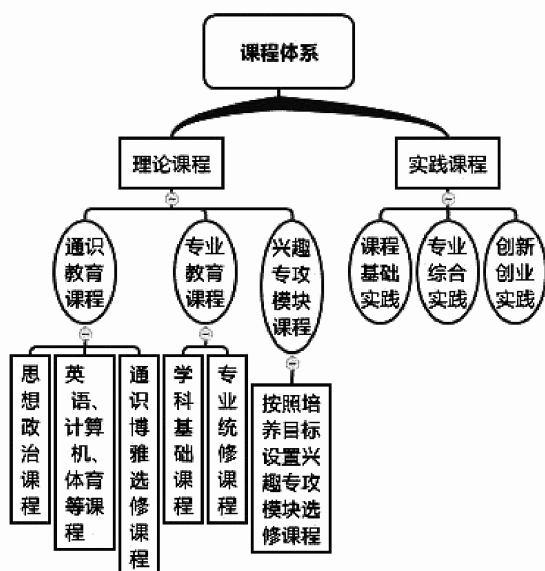 课程体系
理论课程
实践课程
通识
教育
课程
专业
教育
课程
兴趣
专攻
模块
课程
课程
基础
实践
专业
综合
实践
创新
创业
实践
思想政治课程
英
语、
计算
机、
体育
等课
程
通识博雅选修课程
学科基础课程
专业统修课程
按照培
养目标
设置兴
趣专攻
模块选
修课程